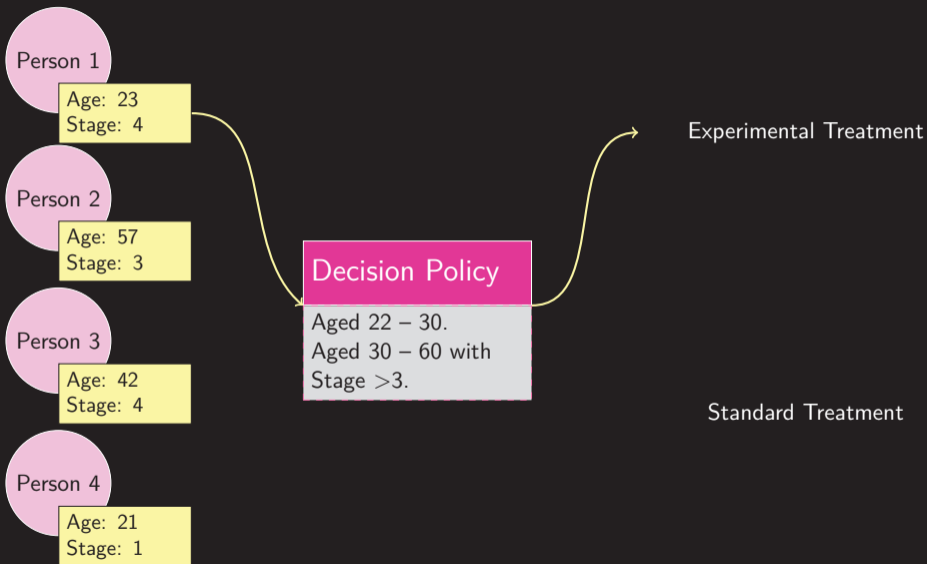 Person 1
Age: 23
Stage: 4
Person 2
Age: 57
Stage: 3
Person 3
Age: 42
Stage: 4
Person 4
Age: 21
Stage: 1
Decision Policy
Aged 22 – 30.
Aged 30 – 60 with
Stage >3.
Experimental Treatment
Standard Treatment